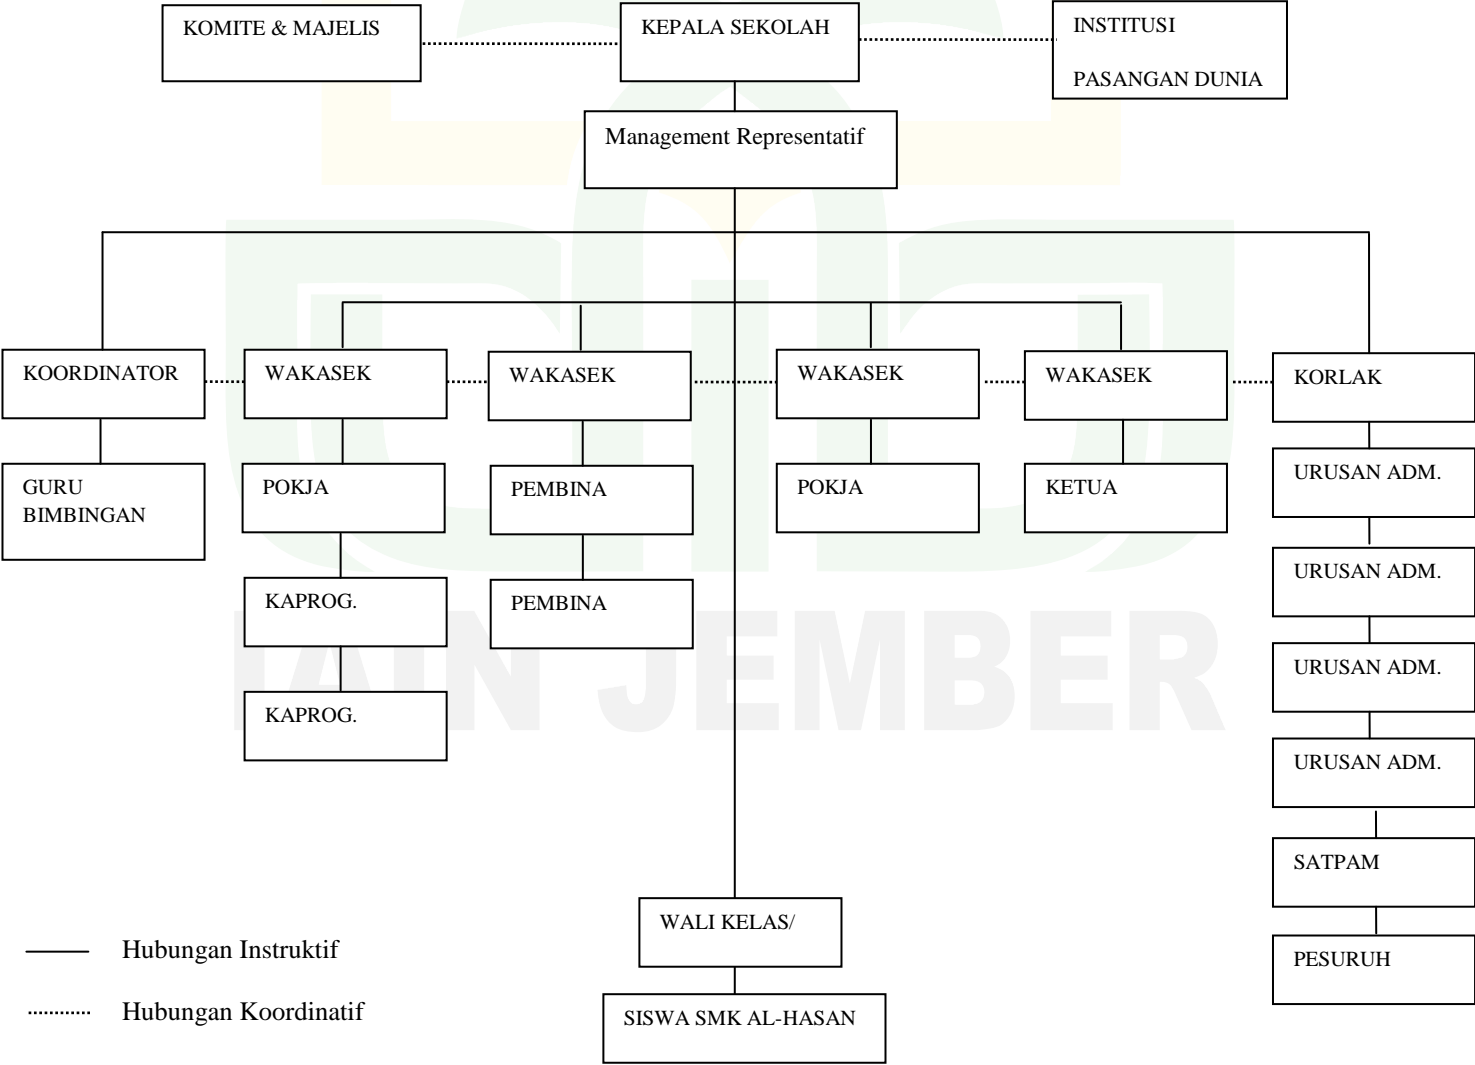 KOMITE & MAJELIS
KEPALA SEKOLAH
INSTITUSI
PASANGAN DUNIA
Management Representatif
KOORDINATOR
WAKASEK
WAKASEK
WAKASEK
WAKASEK
KORLAK
GURU
BIMBINGAN
POKJA
PEMBINA
POKJA
KETUA
URUSAN ADM.
KAPROG.
PEMBINA
URUSAN ADM.
KAPROG.
URUSAN ADM.
URUSAN ADM.
IAIN JEMBER
SATPAM
WALI KELAS/
PESURUH
SISWA SMK AL-HASAN
Hubungan Instruktif
Hubungan Koordinatif